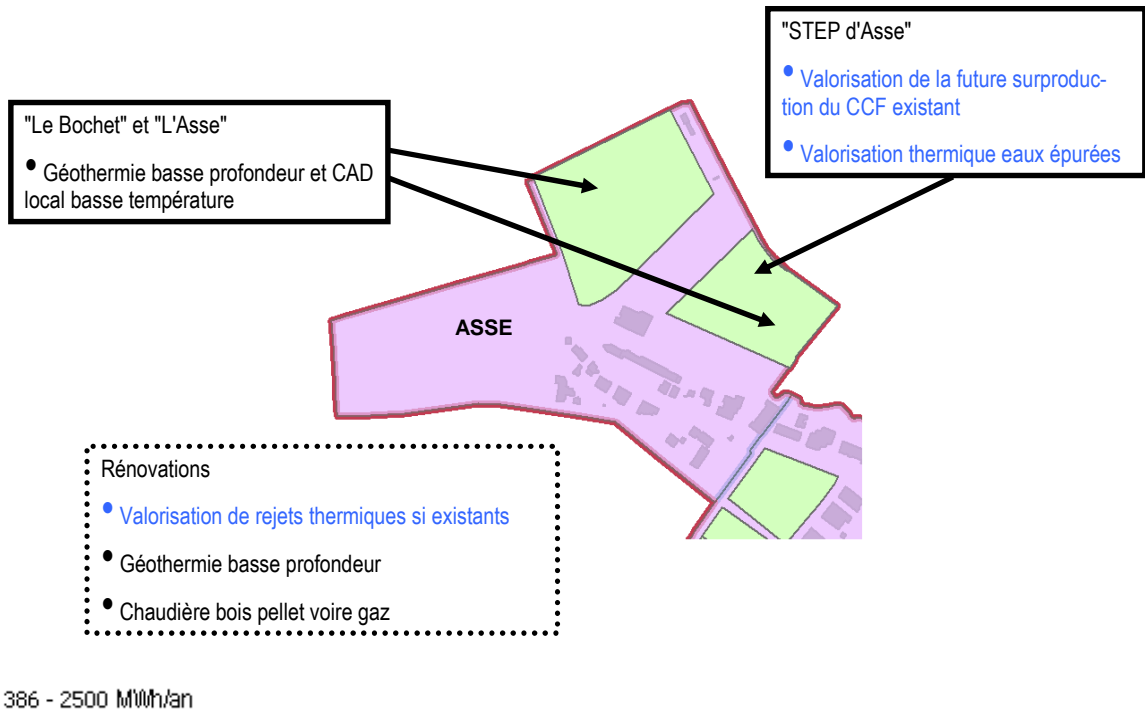 "STEP d'Asse"
• Valorisation de la future surproduc-
tion du CCF existant
• Valorisation thermique eaux épurées
"Le Bochet" et "L'Asse"
• Géothermie basse profondeur et CAD
local basse température
ASSE
Rénovations
• Valorisation de rejets thermiques si existants
• Géothermie basse profondeur
• Chaudière bois pellet voire gaz
386 - 2500 MWh/an